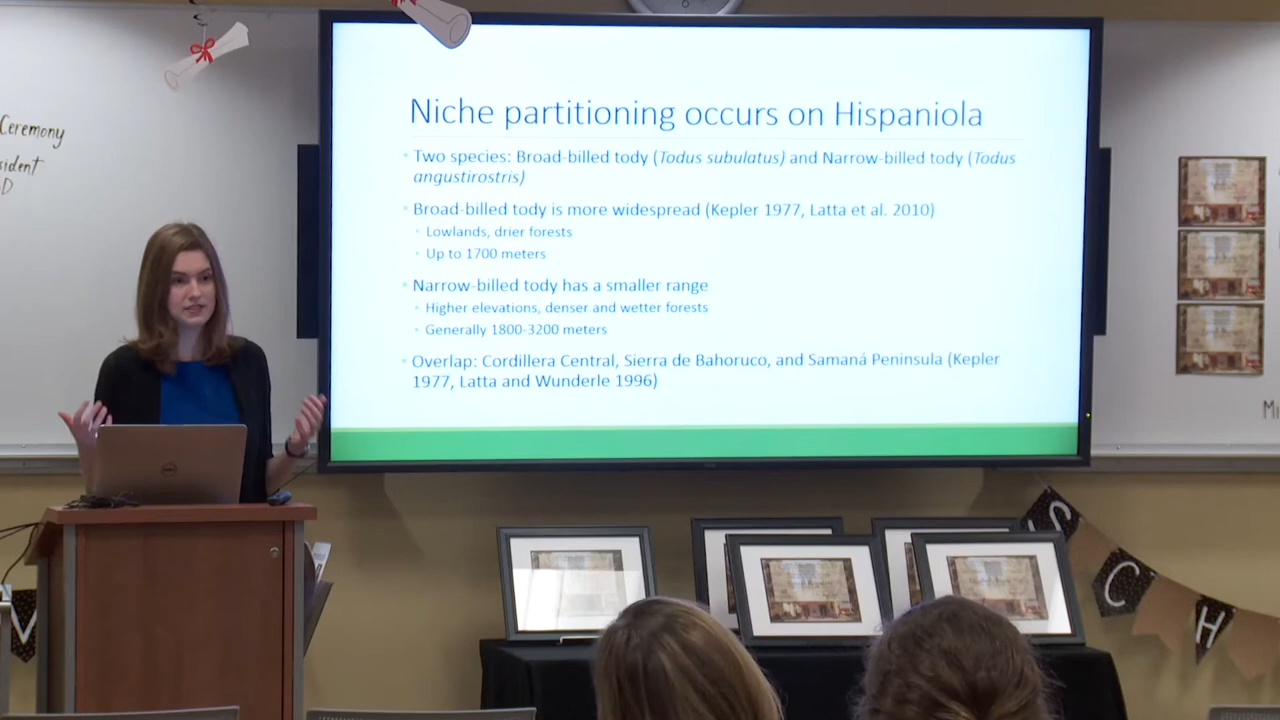 Ceremony
sident
D
Niche partitioning occurs on Hispaniola
Two species: Broad-billed tody (Todus subulatus) and Narrow-billed tody (Todus
angustirostris)
Broad-billed tody is more widespread (Kepler 1977, Latta et al. 2010)
Lowlands, drier forests
Up to 1700 meters
Narrow-billed tody has a smaller range
Higher elevations, denser and wetter forests
Generally 1800-3200 meters
Overlap: Cordillera Central, Sierra de Bahoruco, and Samaná Peninsula (Kepler
1977, Latta and Wunderle 1996)
S
C
H
V